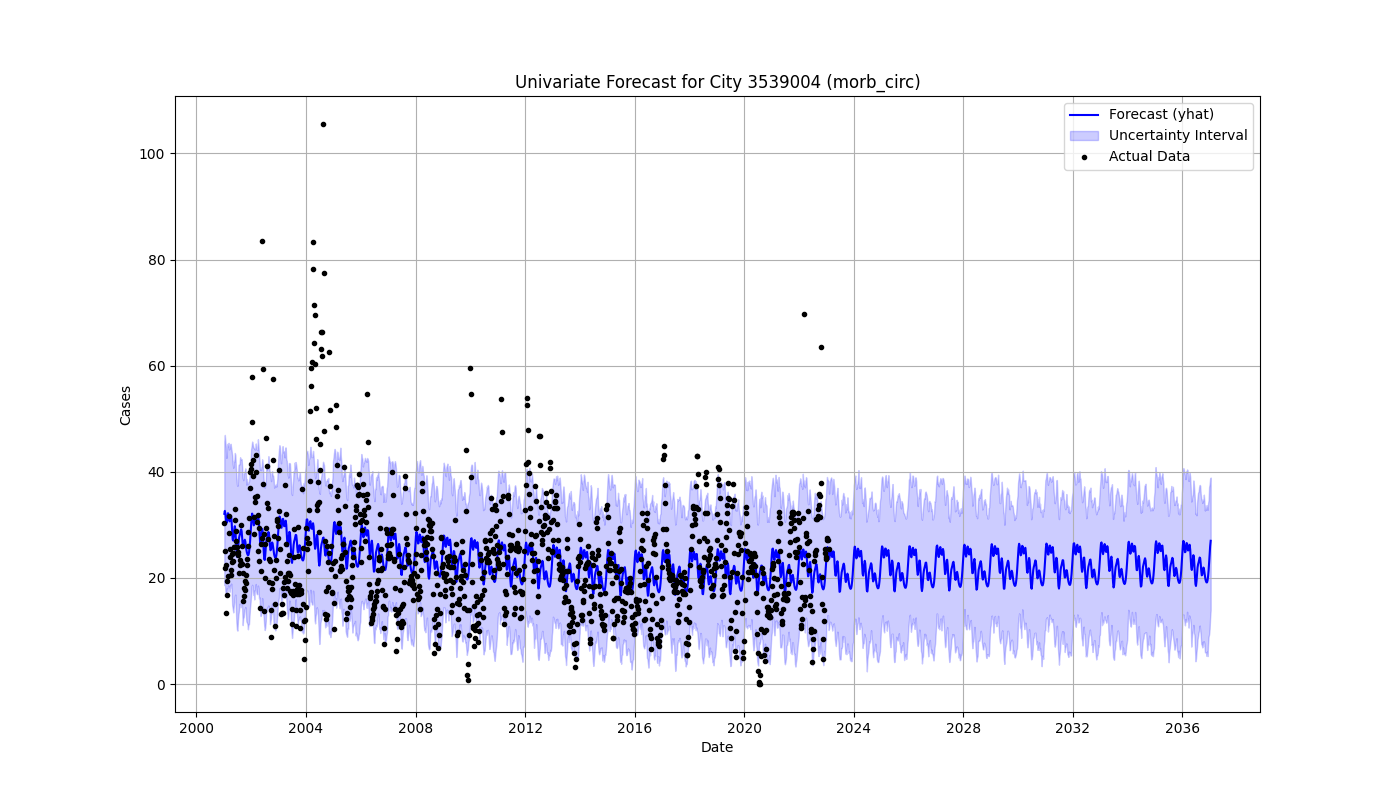 Univariate Forecast for City 3539004 (morb_circ)
Forecast (yhat)
Uncertainty Interval
Actual Data
100
80
60
40
20
0
Cases
2000 2004 2008 2012 2016 2020 2024 2028 2032 2036
Date